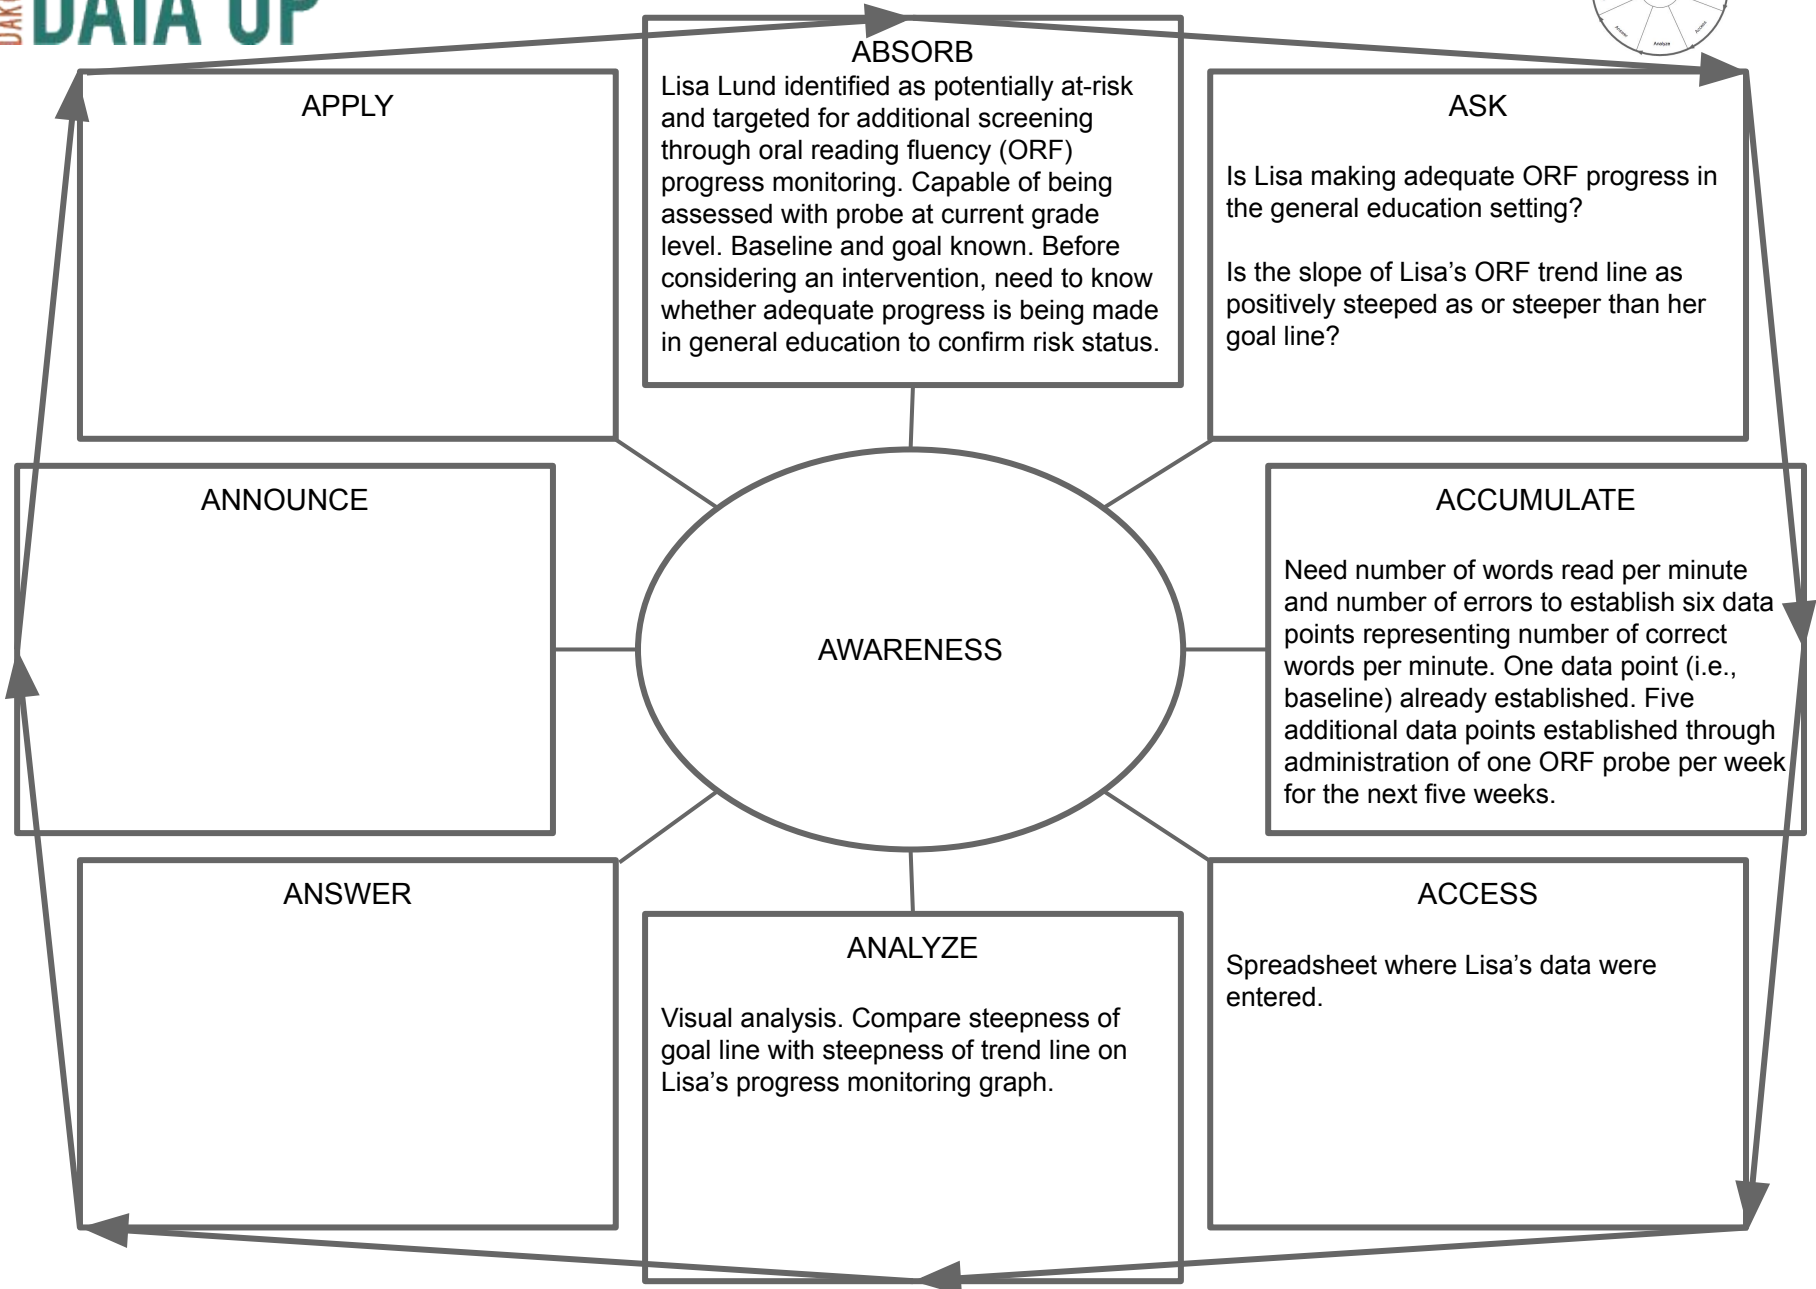 DATA UP
ABSORB
Lisa Lund identified as potentially at-risk
and targeted for additional screening
through oral reading fluency (ORF)
progress monitoring. Capable of being
assessed with probe at current grade
level. Baseline and goal known. Before
considering an intervention, need to know
whether adequate progress is being made
in general education to confirm risk status.
ASK
Is Lisa making adequate ORF progress in
the general education setting?
Is the slope of Lisa’s ORF trend line as
positively steeped as or steeper than her
goal line?
ACCUMULATE
Need number of words read per minute
and number of errors to establish six data
points representing number of correct
words per minute. One data point (i.e.,
baseline) already established. Five
additional data points established through
administration of one ORF probe per week
for the next five weeks.
ACCESS
Spreadsheet where Lisa’s data were
entered.
ANALYZE
Visual analysis. Compare steepness of
goal line with steepness of trend line on
Lisa’s progress monitoring graph.
ANSWER
ANNOUNCE
APPLY
AWARENESS
Answer
Analyze
Access